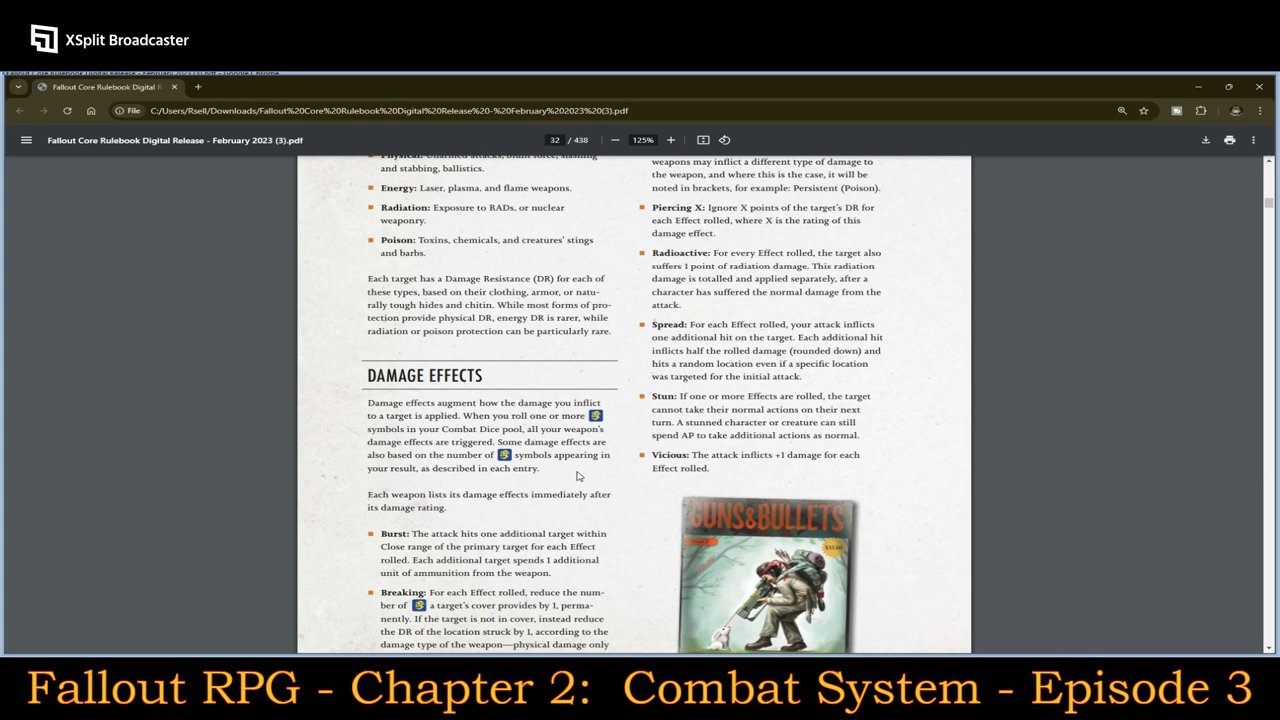 XSplit Broadcaster
Fallout Core Rulebook Digital Release - February 2023 (3).pdf - Google Chrome
Fallout Core Rulebook Digital R
File
C:/Users/Rsell/Downloads/Fallout%20Core%20Rulebook%20Digital%20Release%20-%20February%202023%20(3).pdf
Fallout Core Rulebook Digital Release - February 2023 (3).pdf
32 / 438
125%
and stabbing, ballistics.
Energy: Laser, plasma, and flame weapons.
Radiation: Exposure to RADs, or nuclear
weaponry.
Poison: Toxins, chemicals, and creatures' stings
and barbs.
Each target has a Damage Resistance (DR) for each of
these types, based on their clothing, armor, or natu-
rally tough hides and chitin. While most forms of pro-
tection provide physical DR, energy DR is rarer, while
radiation or poison protection can be particularly rare.
DAMAGE EFFECTS
Damage effects augment how the damage you inflict
to a target is applied. When you roll one or more
symbols in your Combat Dice pool, all your weapon's
damage effects are triggered. Some damage effects are
also based on the number of symbols appearing in
your result, as described in each entry.
Each weapon lists its damage effects immediately after
its damage rating.
Burst: The attack hits one additional target within
Close range of the primary target for each Effect
rolled. Each additional target spends 1 additional
unit of ammunition from the weapon.
Breaking: For each Effect rolled, reduce the num-
ber of a target's cover provides by 1, perma-
nently. If the target is not in cover, instead reduce
the DR of the location struck by 1, according to the
damage type of the weapon—physical damage only
weapons may inflict a different type of damage to
the weapon, and where this is the case, it will be
noted in brackets, for example: Persistent (Poison).
Piercing X: Ignore X points of the target's DR for
each Effect rolled, where X is the rating of this
damage effect.
Radioactive: For every Effect rolled, the target also
suffers 1 point of radiation damage. This radiation
damage is totalled and applied separately, after a
character has suffered the normal damage from the
attack.
Spread: For each Effect rolled, your attack inflicts
one additional hit on the target. Each additional hit
inflicts half the rolled damage (rounded down) and
hits a random location even if a specific location
was targeted for the initial attack.
Stun: If one or more Effects are rolled, the target
cannot take their normal actions on their next
turn. A stunned character or creature can still
spend AP to take additional actions as normal.
Vicious: The attack inflicts +1 damage for each
Effect rolled.
GUNS&BULLETS
Fallout RPG - Chapter 2: Combat System - Episode 3